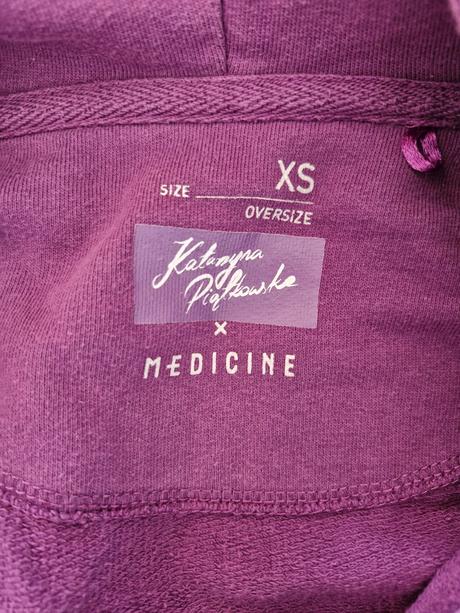 SIZE XS
OVERSIZE
Katarzyna
Piątkowska
x
MEDICINE